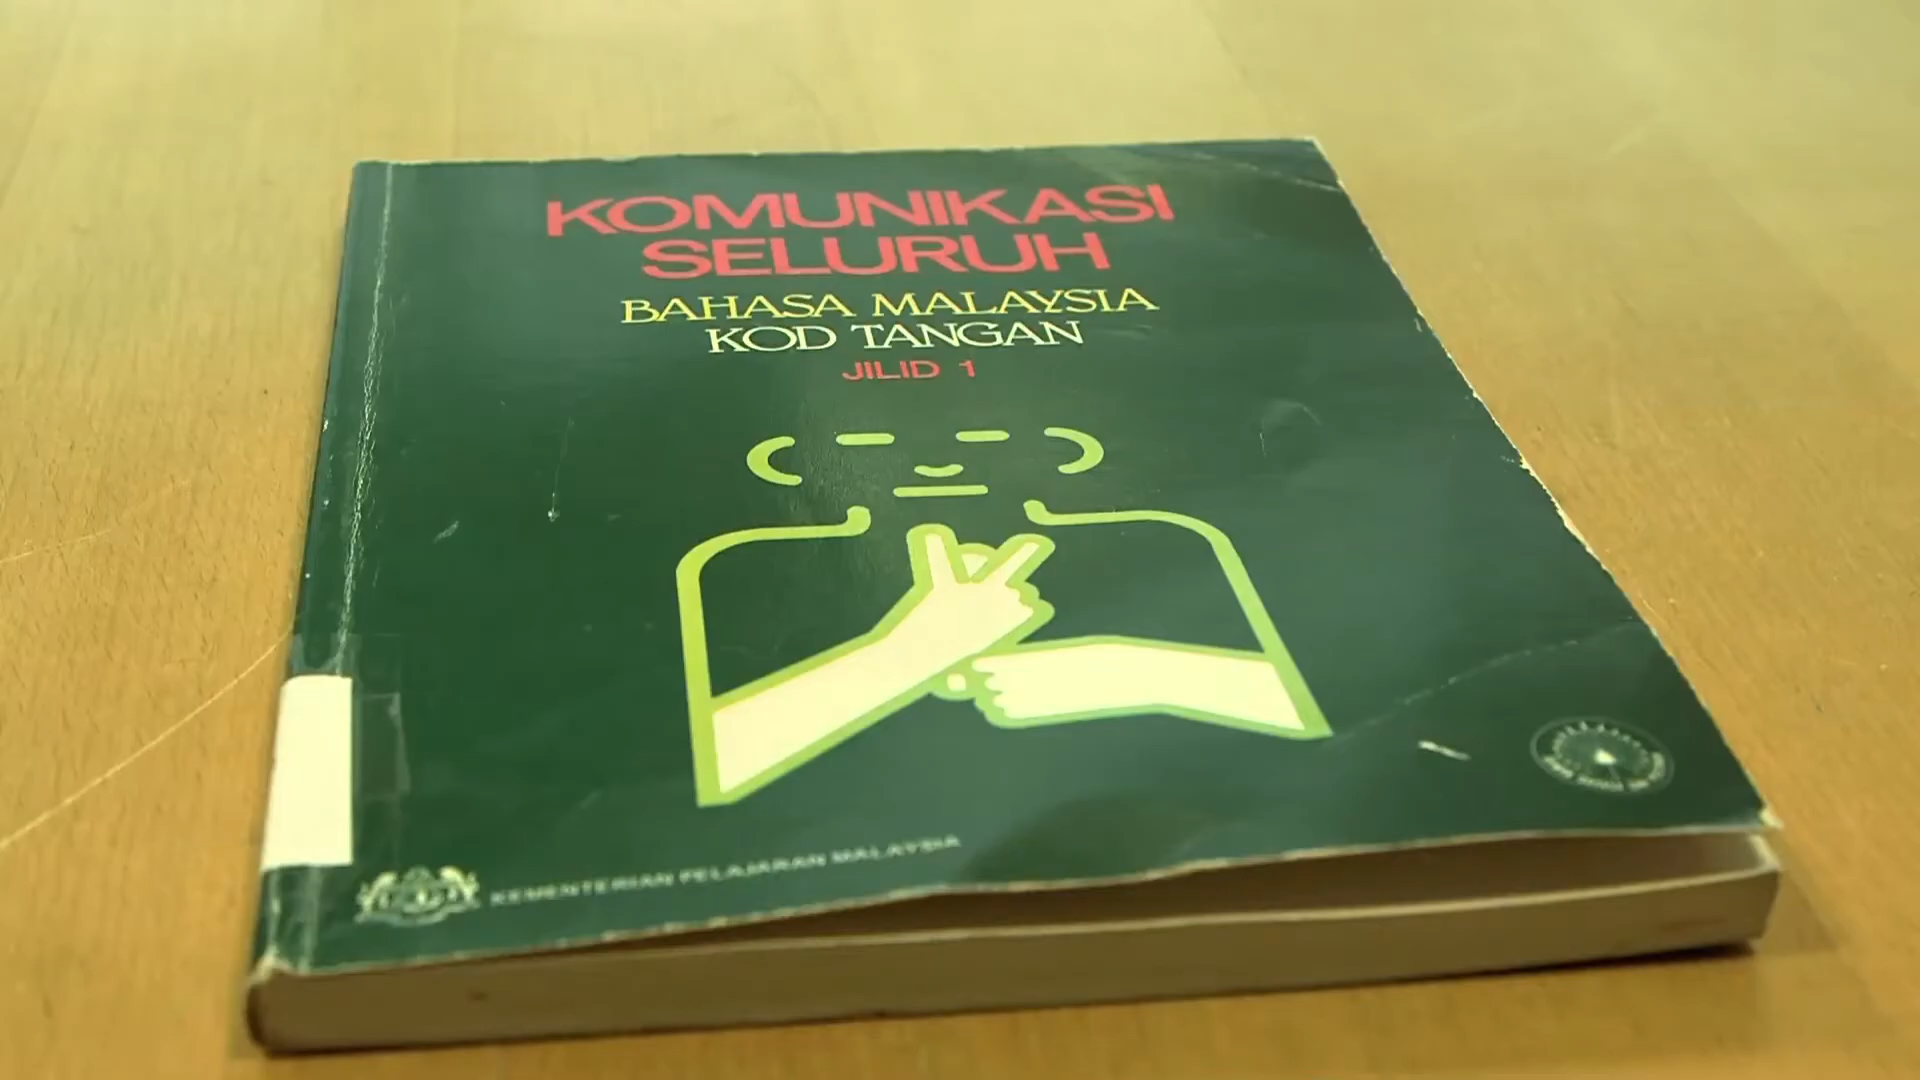 KOMUNIKASI
SELURUH
BAHASA MALAYSIA
KOD TANGAN
JILID 1
KEMENTERIAN PELAJARAN MALAYSIA